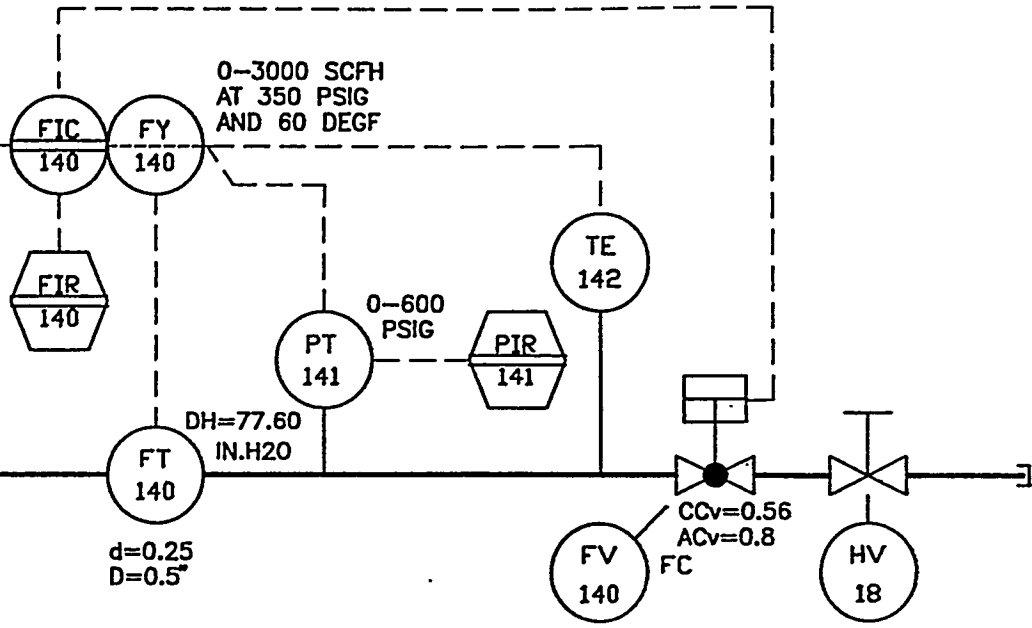 0-3000 SCFH
AT 350 PSIG
AND 60 DEGF
FIC
140
FY
140
TE
142
FIR
140
0-600
PSIG
PT
141
PIR
141
DH=77.60
IN.H2O
FT
140
d=0.25
D=0.5"
CCv=0.56
ACv=0.8
FV
140
FC
HV
18